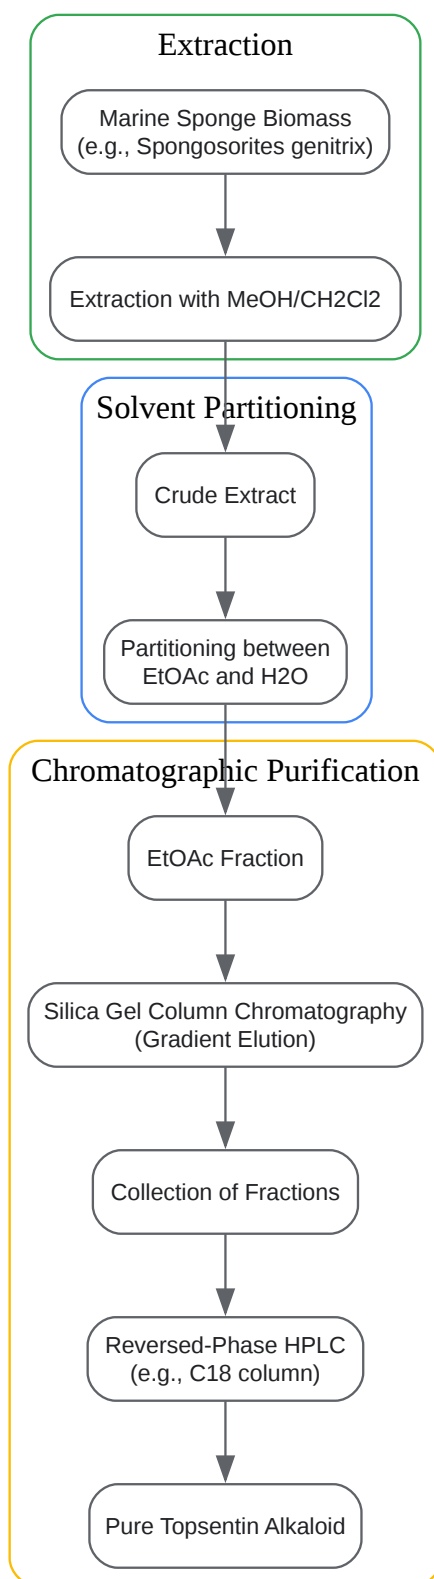 Extraction
Marine Sponge Biomass
(e.g., Spongosorites genitrix)
Extraction with MeOH/CH2Cl2
Solvent Partitioning
Crude Extract
Partitioning between
EtOAc and H2O
Chromatographic Purification
EtOAc Fraction
Silica Gel Column Chromatography
(Gradient Elution)
Collection of Fractions
Reversed-Phase HPLC
(e.g., C18 column)
Pure Topsentin Alkaloid